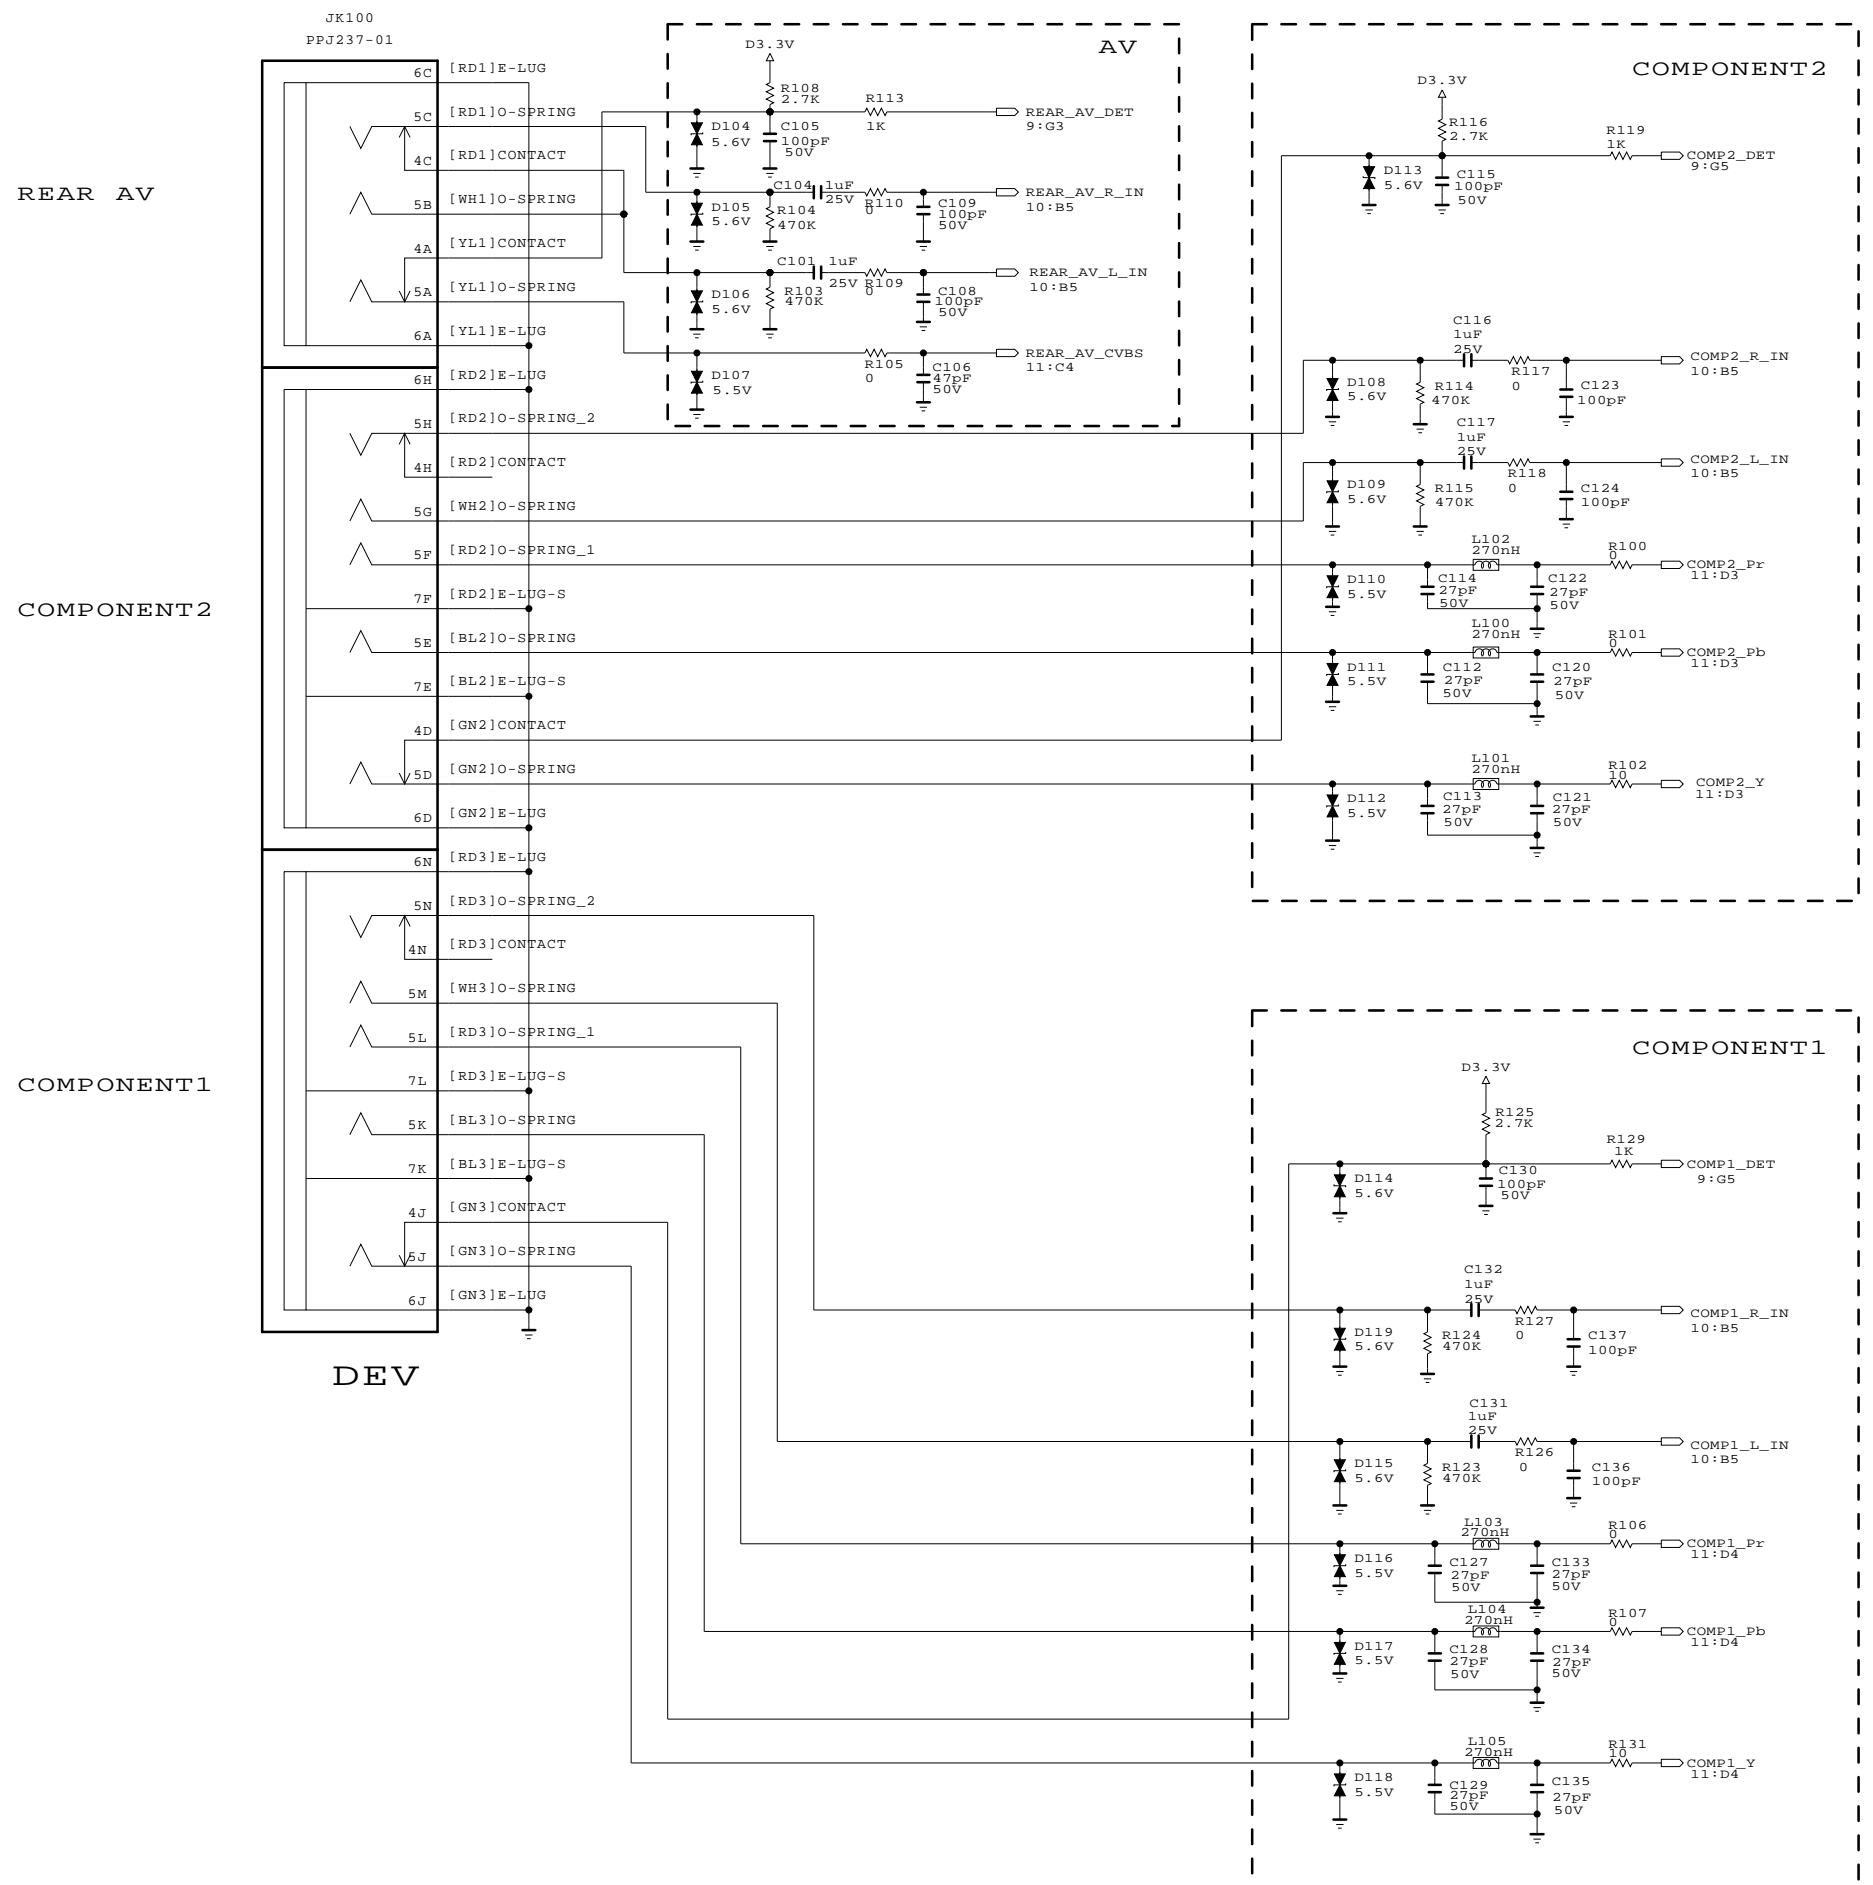 JK100
PPJ237-01
REAR AV
COMPONENT2
COMPONENT1
DEV
6C [RD1]E-LUG
5C [RD1]O-SPRING
4C [RD1]CONTACT
5B [WH1]O-SPRING
4A [YL1]CONTACT
5A [YL1]O-SPRING
6A [YL1]E-LUG
6H [RD2]E-LUG
5H [RD2]O-SPRING_2
4H [RD2]CONTACT
5G [WH2]O-SPRING
5F [RD2]O-SPRING_1
7F [RD2]E-LUG-S
5E [BL2]O-SPRING
7E [BL2]E-LUG-S
4D [GN2]CONTACT
5D [GN2]O-SPRING
6D [GN2]E-LUG
6N [RD3]E-LUG
5N [RD3]O-SPRING_2
4N [RD3]CONTACT
5M [WH3]O-SPRING
5L [RD3]O-SPRING_1
7L [RD3]E-LUG-S
5K [BL3]O-SPRING
7K [BL3]E-LUG-S
4J [GN3]CONTACT
5J [GN3]O-SPRING
6J [GN3]E-LUG
AV
D3.3V
R108
2.7K
R113
1K
REAR_AV_DET
9:G3
D104
5.6V
C105
100pF
50V
C104
1uF
25V
R110
0
REAR_AV_R_IN
10:B5
D105
5.6V
R104
470K
C109
100pF
50V
C101
1uF
25V
R109
0
REAR_AV_L_IN
10:B5
D106
5.6V
R103
470K
C108
100pF
50V
REAR_AV_CVBS
11:C4
D107
5.5V
R105
0
C106
47pF
50V
COMPONENT2
D3.3V
R116
2.7K
R119
1K
COMP2_DET
9:G5
D113
5.6V
C115
100pF
50V
C116
1uF
25V
R117
0
COMP2_R_IN
10:B5
D108
5.6V
R114
470K
C123
100pF
C117
1uF
25V
R118
0
COMP2_L_IN
10:B5
D109
5.6V
R115
470K
C124
100pF
L102
270nH
R100
0
COMP2_Pr
11:D3
D110
5.5V
C114
27pF
50V
C122
27pF
50V
L100
270nH
R101
0
COMP2_Pb
11:D3
D111
5.5V
C112
27pF
50V
C120
27pF
50V
L101
270nH
R102
10
COMP2_Y
11:D3
D112
5.5V
C113
27pF
50V
C121
27pF
50V
COMPONENT1
D3.3V
R125
2.7K
R129
1K
COMP1_DET
9:G5
D114
5.6V
C130
100pF
50V
C132
1uF
25V
R127
0
COMP1_R_IN
10:B5
D119
5.6V
R124
470K
C137
100pF
C131
1uF
25V
R126
0
COMP1_L_IN
10:B5
D115
5.6V
R123
470K
C136
100pF
L103
270nH
R106
0
COMP1_Pr
11:D4
D116
5.5V
C127
27pF
50V
C133
27pF
50V
L104
270nH
R107
0
COMP1_Pb
11:D4
D117
5.5V
C128
27pF
50V
C134
27pF
50V
L105
270nH
R131
10
COMP1_Y
11:D4
D118
5.5V
C129
27pF
50V
C135
27pF
50V